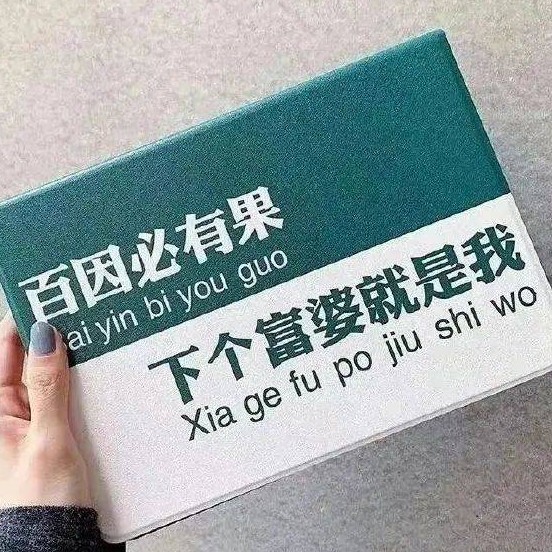 百因必有果
ai yin bi you guo
下个富婆就是我
Xia ge fu po jiu shi wo